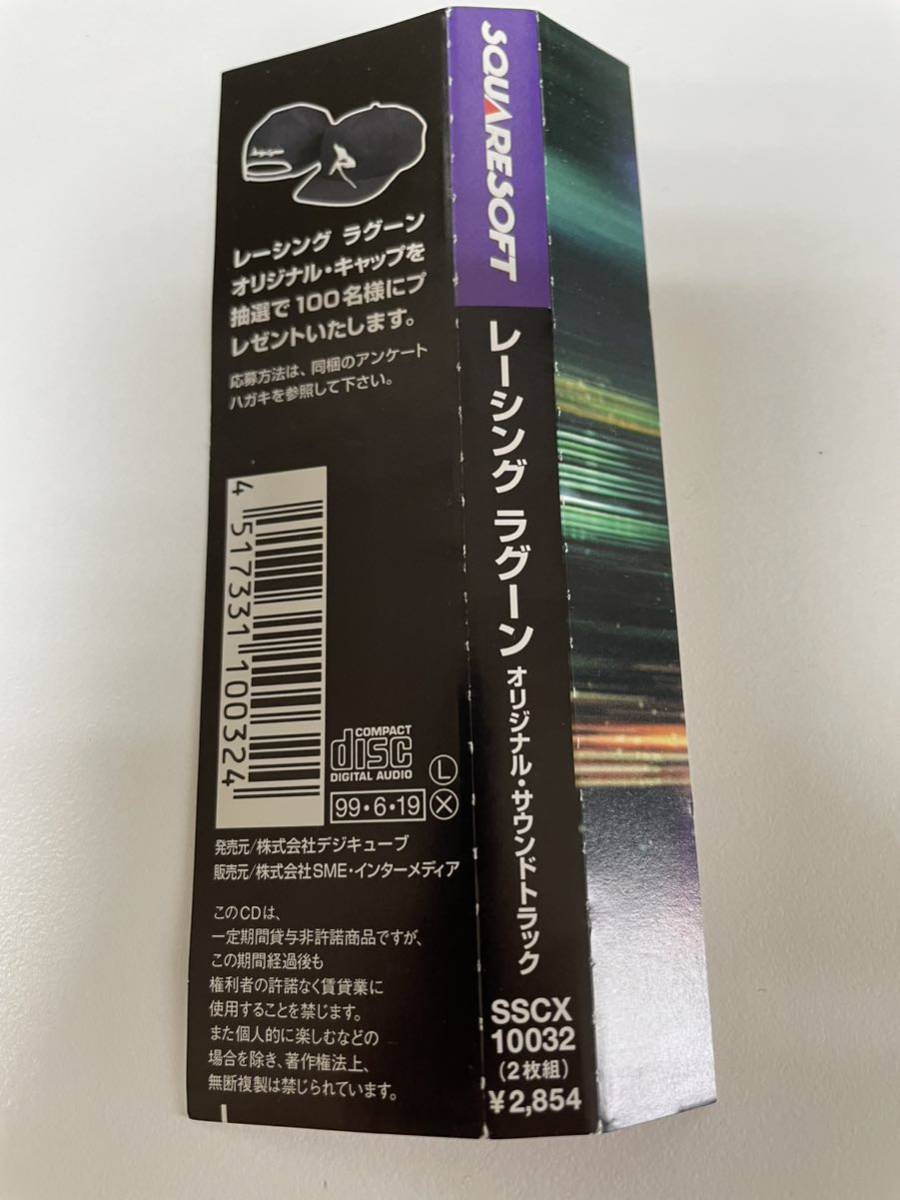 レーシング ラグーン
オリジナル・キャップを
抽選で100名様にプ
レゼントいたします。
応募方法は、同梱のアンケート
ハガキを参照して下さい。
4 517331 100324
COMPACT
disc
DIGITAL AUDIO
L
99・6・19
X
発売元/株式会社デジキューブ
販売元/株式会社SME・インターメディア
このCDは、
一定期間貸与非許諾商品ですが、
この期間経過後も
権利者の許諾なく賃貸業に
使用することを禁じます。
また個人的に楽しむなどの
場合を除き、著作権法上、
無断複製は禁じられています。
SQUARESOFT
レーシング ラグーン オリジナル・サウンドトラック
SSCX
10032
(2枚組)
¥2,854